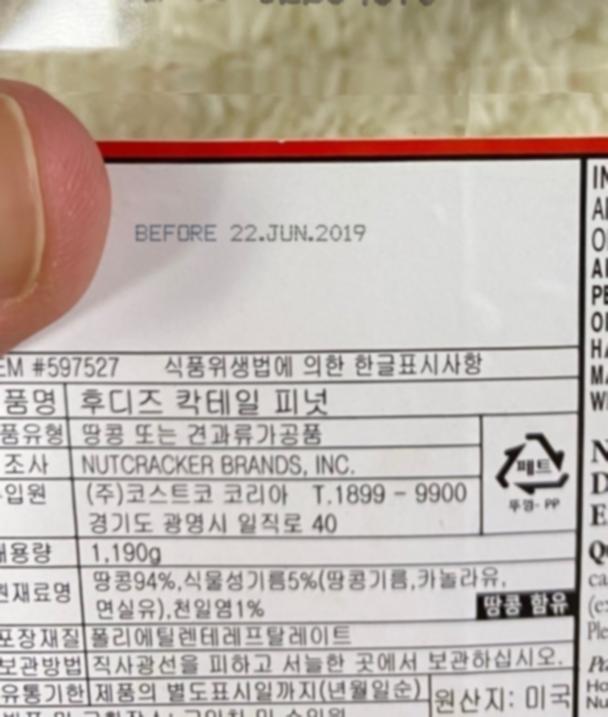 BEFORE 22.JUN.2019
#597527 식품위생법에 의한 한글표시사항
품명 후디즈 칵테일 피넛
품유형 땅콩 또는 견과류가공품
조사 NUTCRACKER BRANDS, INC.
입원 (주)코스트코 코리아 T.1899 - 9900
경기도 광명시 일직로 40
페트
뚜껑- PP
내용량 1,190g
원재료명 땅콩94%,식물성기름5%(땅콩기름,카놀라유,
면실유),천일염1%
땅콩 함유
포장재질 폴리에틸렌테레프탈레이트
보관방법 직사광선을 피하고 서늘한 곳에서 보관하십시오.
유통기한 제품의 별도표시일까지(년월일순)
원산지: 미국